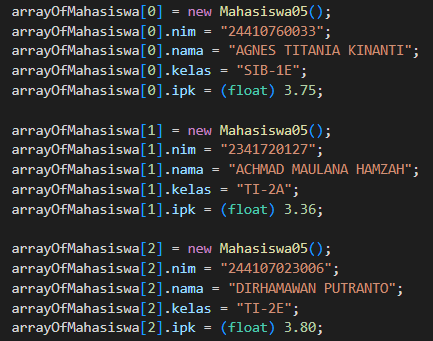 arrayOfMahasiswa[0] = new Mahasiswa05();
arrayOfMahasiswa[0].nim = "24410760033";
arrayOfMahasiswa[0].nama = "AGNES TITANIA KINANTI";
arrayOfMahasiswa[0].kelas = "SIB-1E";
arrayOfMahasiswa[0].ipk = (float) 3.75;
arrayOfMahasiswa[1] = new Mahasiswa05();
arrayOfMahasiswa[1].nim = "2341720127";
arrayOfMahasiswa[1].nama = "ACHMAD MAULANA HAMZAH";
arrayOfMahasiswa[1].kelas = "TI-2A";
arrayOfMahasiswa[1].ipk = (float) 3.36;
arrayOfMahasiswa[2] = new Mahasiswa05();
arrayOfMahasiswa[2].nim = "244107023006";
arrayOfMahasiswa[2].nama = "DIRHAMAWAN PUTRANTO";
arrayOfMahasiswa[2].kelas = "TI-2E";
arrayOfMahasiswa[2].ipk = (float) 3.80;